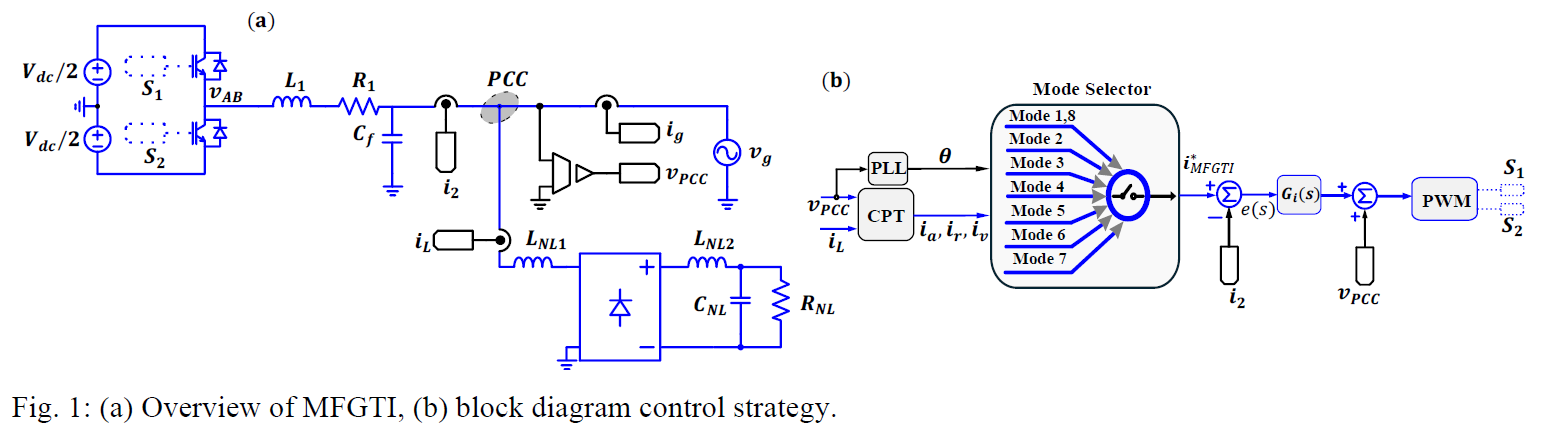 (a)
V_dc/2
S_1
v_AB
L_1
R_1
C_f
V_dc/2
S_2
i_2
PCC
i_g
v_PCC
v_g
i_L
L_NL1
L_NL2
C_NL
R_NL
(b)
Mode Selector
Mode 1,8
Mode 2
Mode 3
Mode 4
Mode 5
Mode 6
Mode 7
PLL
θ
v_PCC
CPT
i_L
i_a, i_r, i_v
i*_MFGTI
+
Σ
−
e(s)
i_2
G_i(s)
+
Σ
+
v_PCC
PWM
S_1
S_2
Fig. 1: (a) Overview of MFGTI, (b) block diagram control strategy.